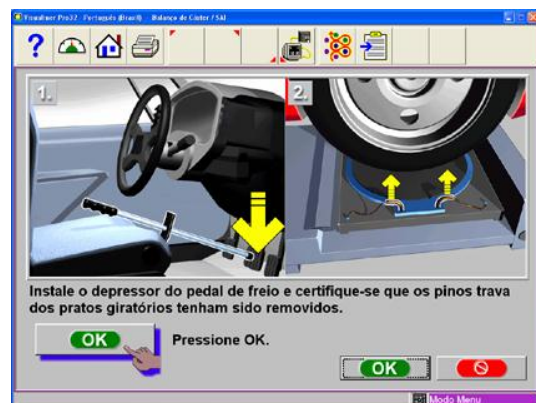 Visualiner Pro32 - Português (Brasil) - Balanço de Cáster / SAI
1.
2.
Instale o depressor do pedal de freio e certifique-se que os pinos trava
dos pratos giratórios tenham sido removidos.
OK
Pressione OK.
OK
Modo Menu